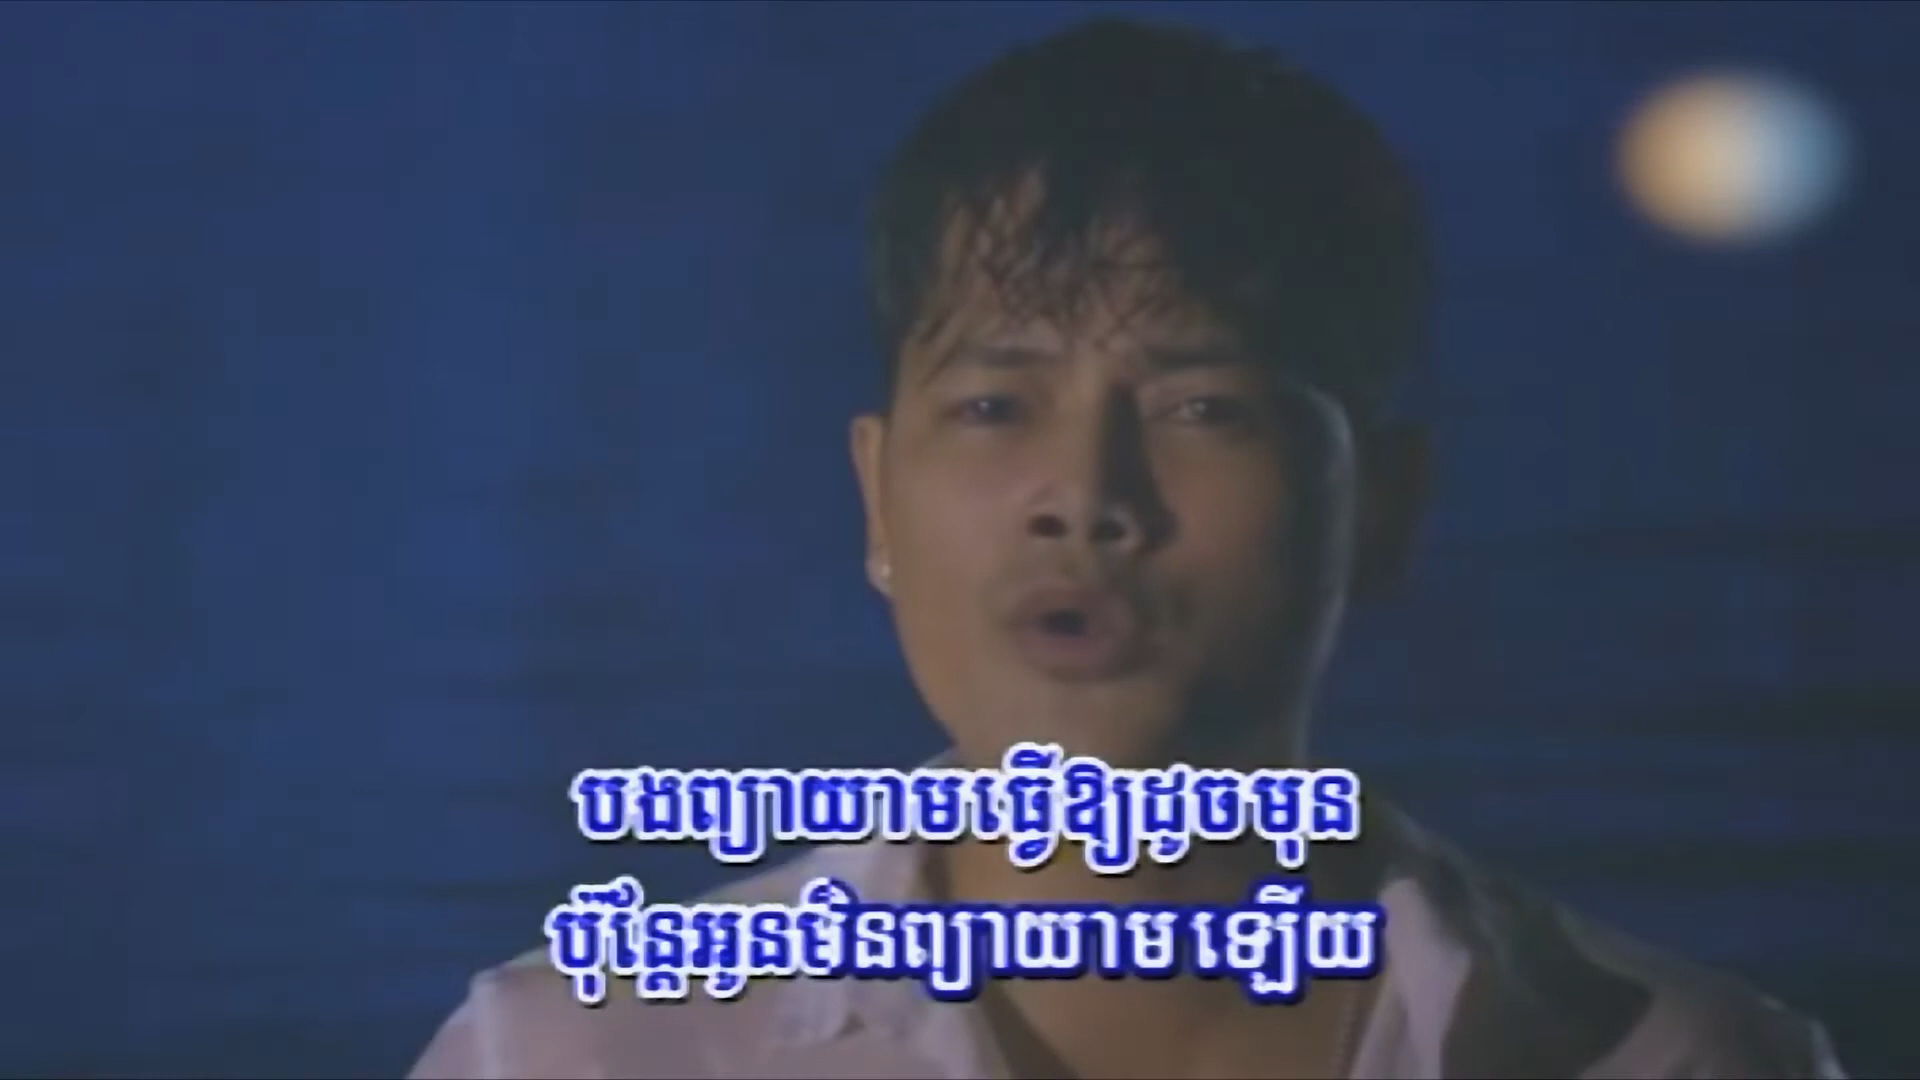 បងព្យាយាមធ្វើឱ្យដូចមុន
ប៉ុន្តែអូនមិនព្យាយាម ឡើយ